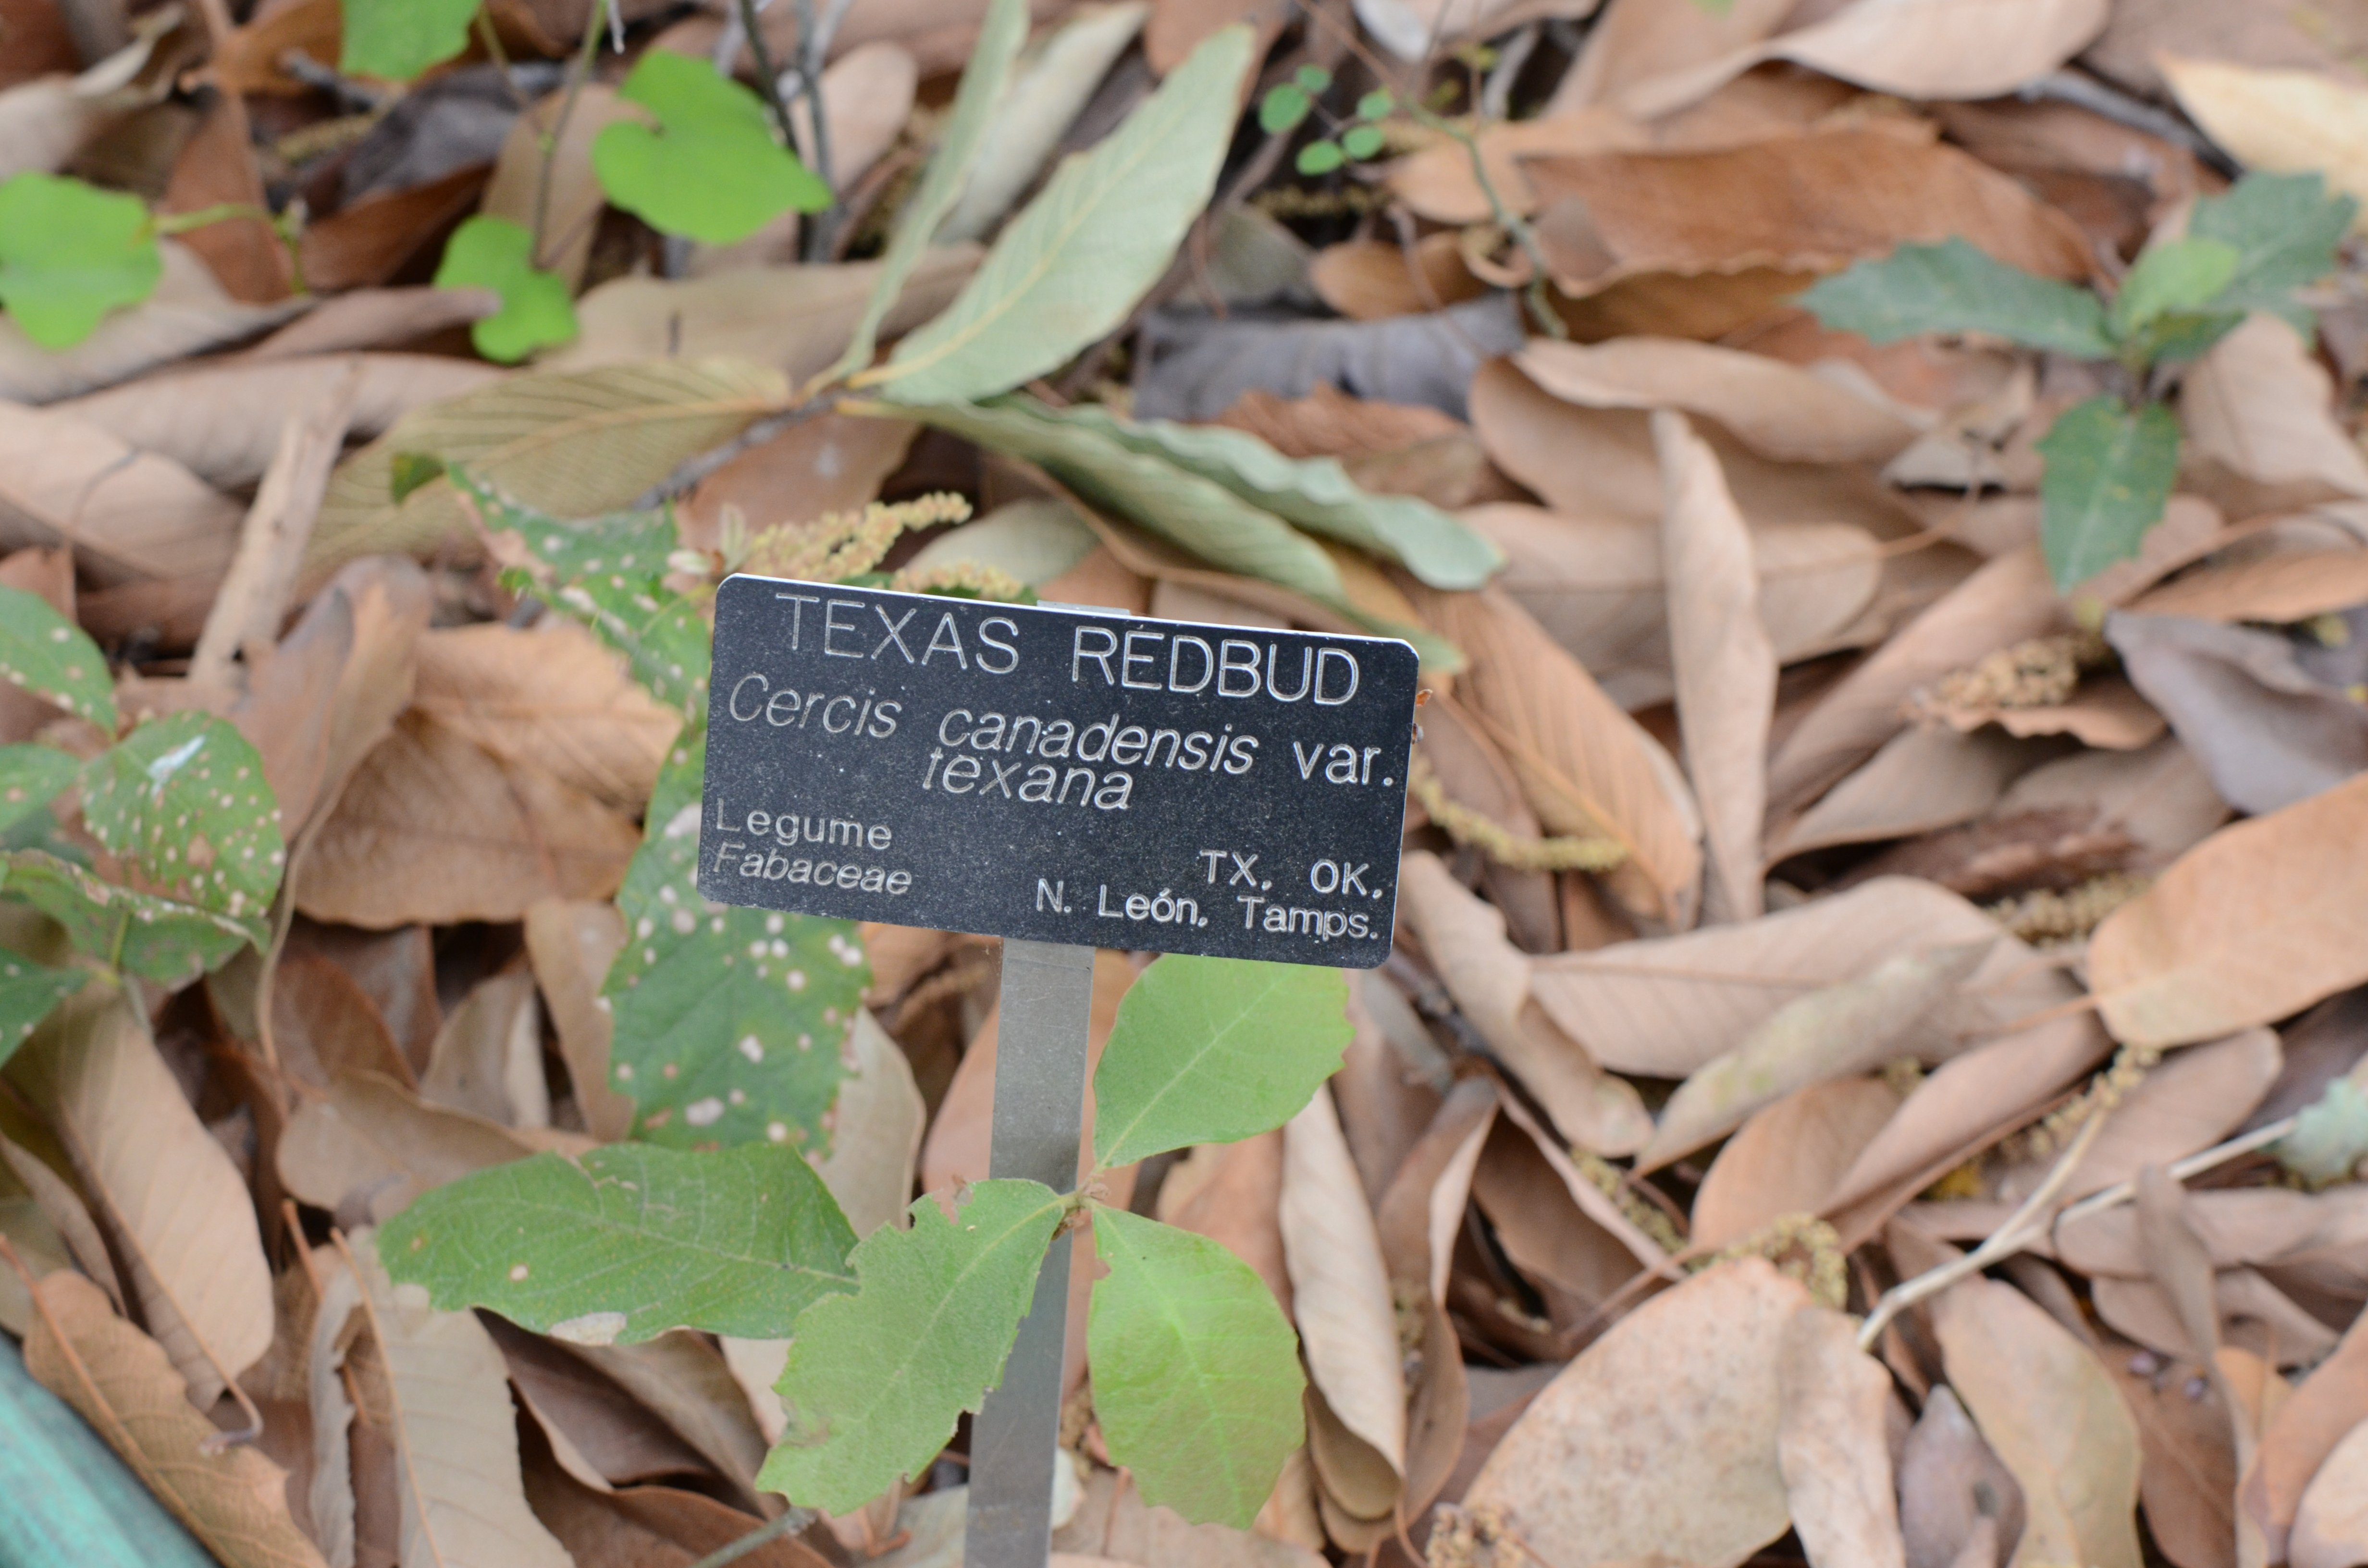 TEXAS REDBUD
Cercis canadensis var.
texana
Legume
Fabaceae
TX, OK,
N. León, Tamps.